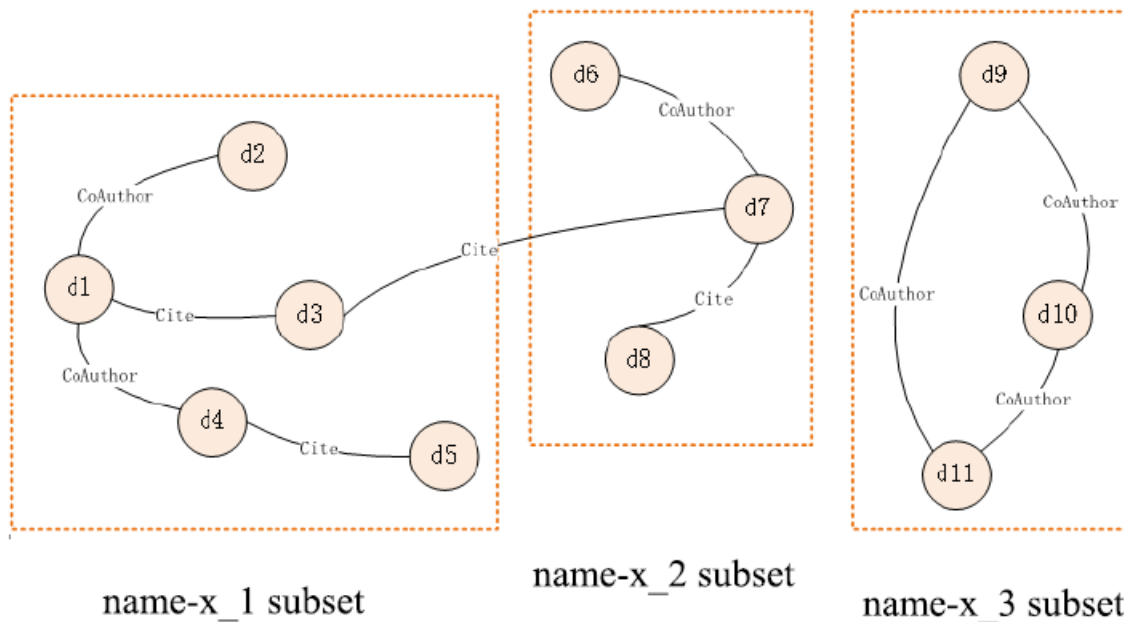 d2
CoAuthor
d1
Cite
d3
CoAuthor
d4
Cite
d5
Cite
d6
CoAuthor
d7
Cite
d8
d9
CoAuthor
CoAuthor
d10
CoAuthor
d11
name-x_1 subset
name-x_2 subset
name-x_3 subset